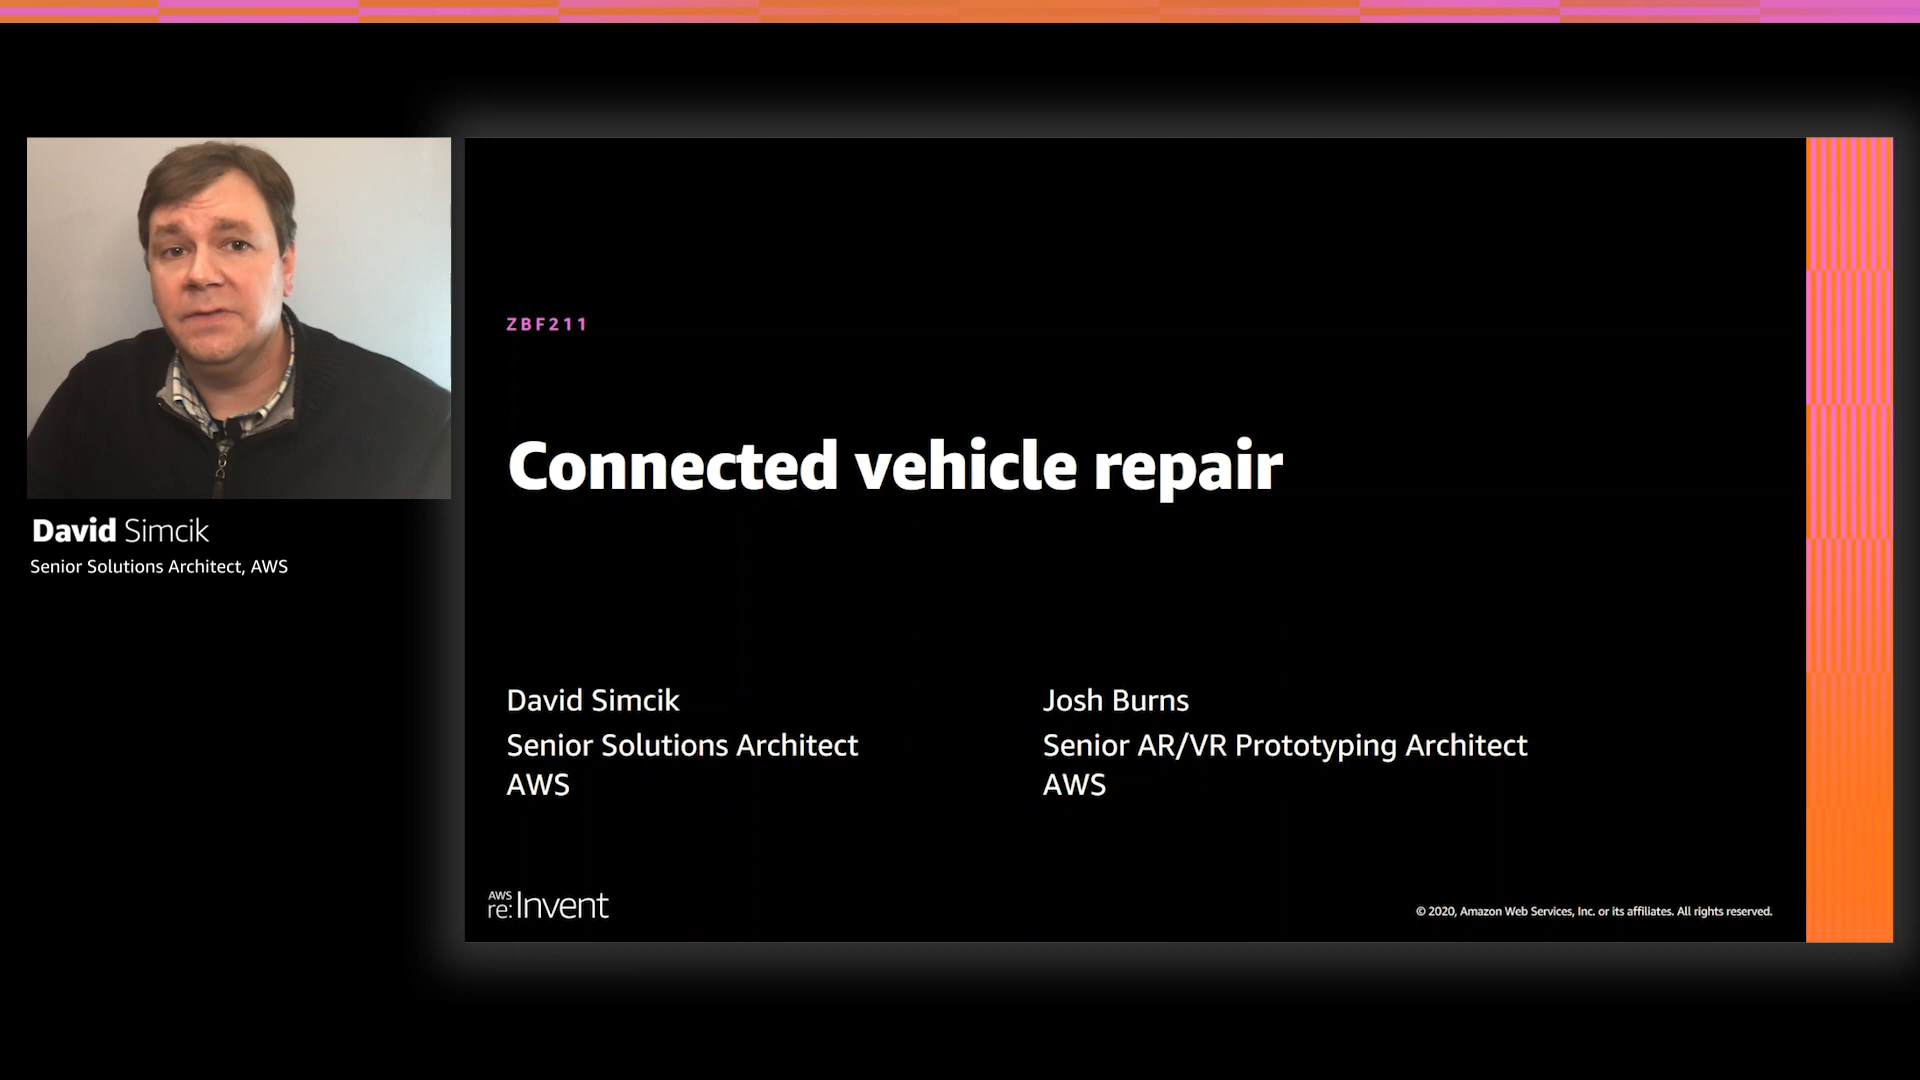 David Simcik
Senior Solutions Architect, AWS
ZBF211
Connected vehicle repair
David Simcik
Senior Solutions Architect
AWS
Josh Burns
Senior AR/VR Prototyping Architect
AWS
AWS
re:Invent
© 2020, Amazon Web Services, Inc. or its affiliates. All rights reserved.